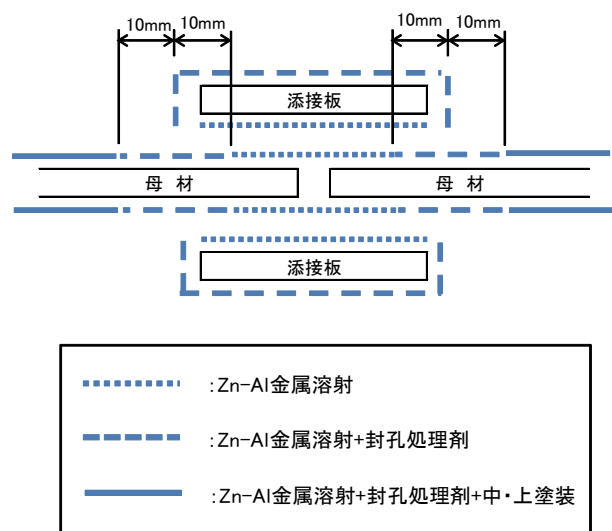 10mm 10mm 10mm 10mm
添接板
母 材 母 材
添接板
:Zn-Al金属溶射
:Zn-Al金属溶射+封孔処理剤
:Zn-Al金属溶射+封孔処理剤+中・上塗装